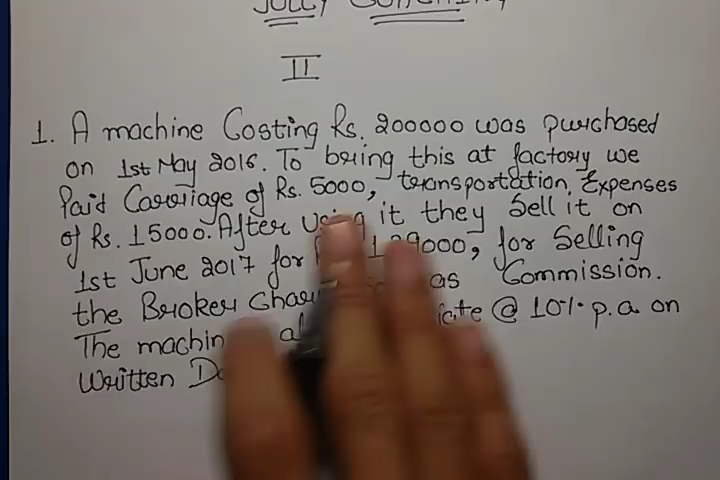 II
1. A machine Costing Rs. 200000 was purchased
on 1st May 2016. To bring this at factory we
Paid Carriage of Rs. 5000, transportation, Expenses
of Rs. 15000. After using it they Sell it on
1st June 2017 for 9000, for Selling
the Broker as Commission.
The machin @ 10% p.a on
Written